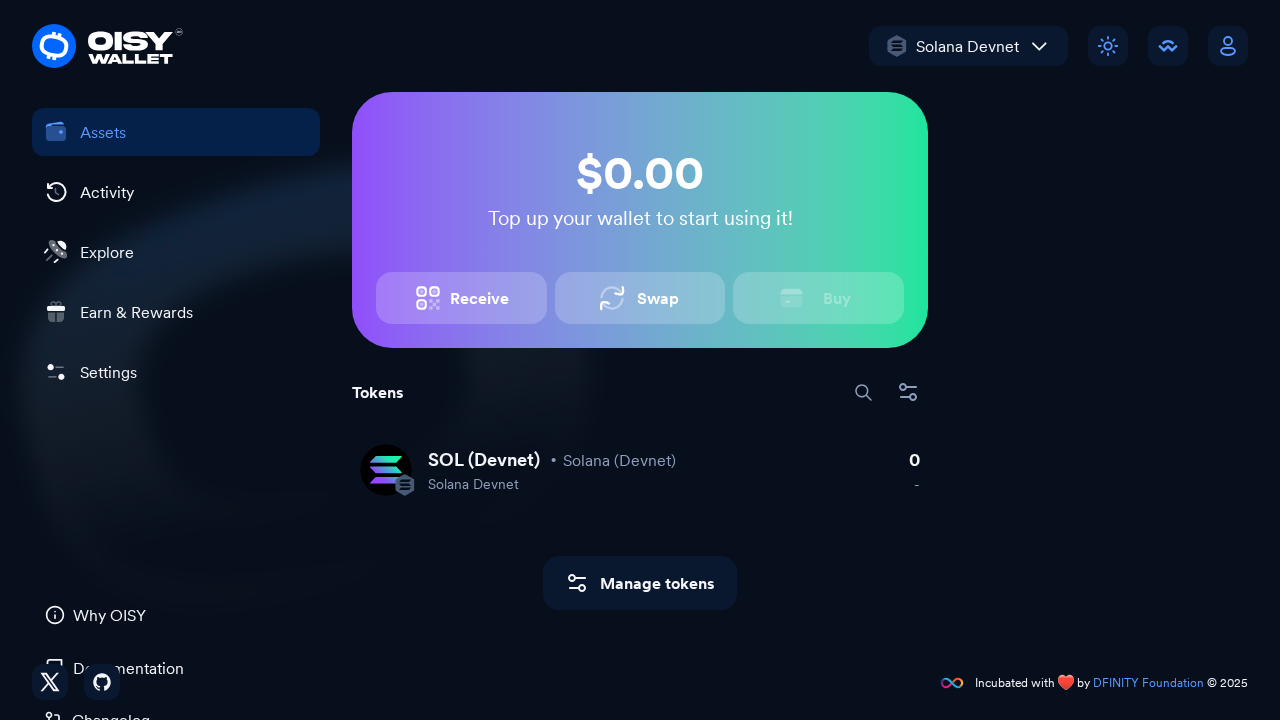 OISY
WALLET
Solana Devnet
Assets
Activity
Explore
Earn & Rewards
Settings
$0.00
Top up your wallet to start using it!
Receive
Swap
Buy
Tokens
SOL (Devnet) • Solana (Devnet)
0
Solana Devnet
-
Manage tokens
Why OISY
Documentation
Changelog
Incubated with ❤️ by DFINITY Foundation © 2025